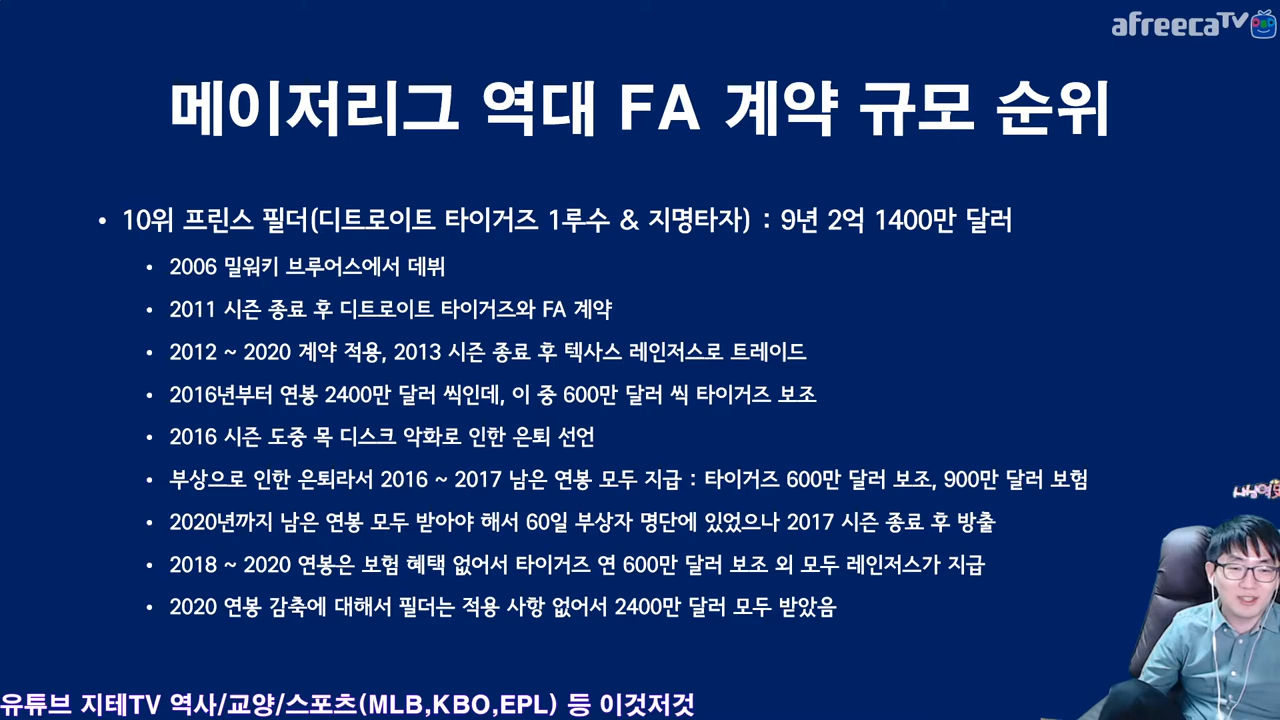 afreecaTV
메이저리그 역대 FA 계약 규모 순위
• 10위 프린스 필더(디트로이트 타이거즈 1루수 & 지명타자) : 9년 2억 1400만 달러
• 2006 밀워키 브루어스에서 데뷔
• 2011 시즌 종료 후 디트로이트 타이거즈와 FA 계약
• 2012 ~ 2020 계약 적용, 2013 시즌 종료 후 텍사스 레인저스로 트레이드
• 2016년부터 연봉 2400만 달러 씩인데, 이 중 600만 달러 씩 타이거즈 보조
• 2016 시즌 도중 목 디스크 악화로 인한 은퇴 선언
• 부상으로 인한 은퇴라서 2016 ~ 2017 남은 연봉 모두 지급 : 타이거즈 600만 달러 보조, 900만 달러 보험
• 2020년까지 남은 연봉 모두 받아야 해서 60일 부상자 명단에 있었으나 2017 시즌 종료 후 방출
• 2018 ~ 2020 연봉은 보험 혜택 없어서 타이거즈 연 600만 달러 보조 외 모두 레인저스가 지급
• 2020 연봉 감축에 대해서 필더는 적용 사항 없어서 2400만 달러 모두 받았음
유튜브 지테TV 역사/교양/스포츠(MLB,KBO,EPL) 등 이것저것